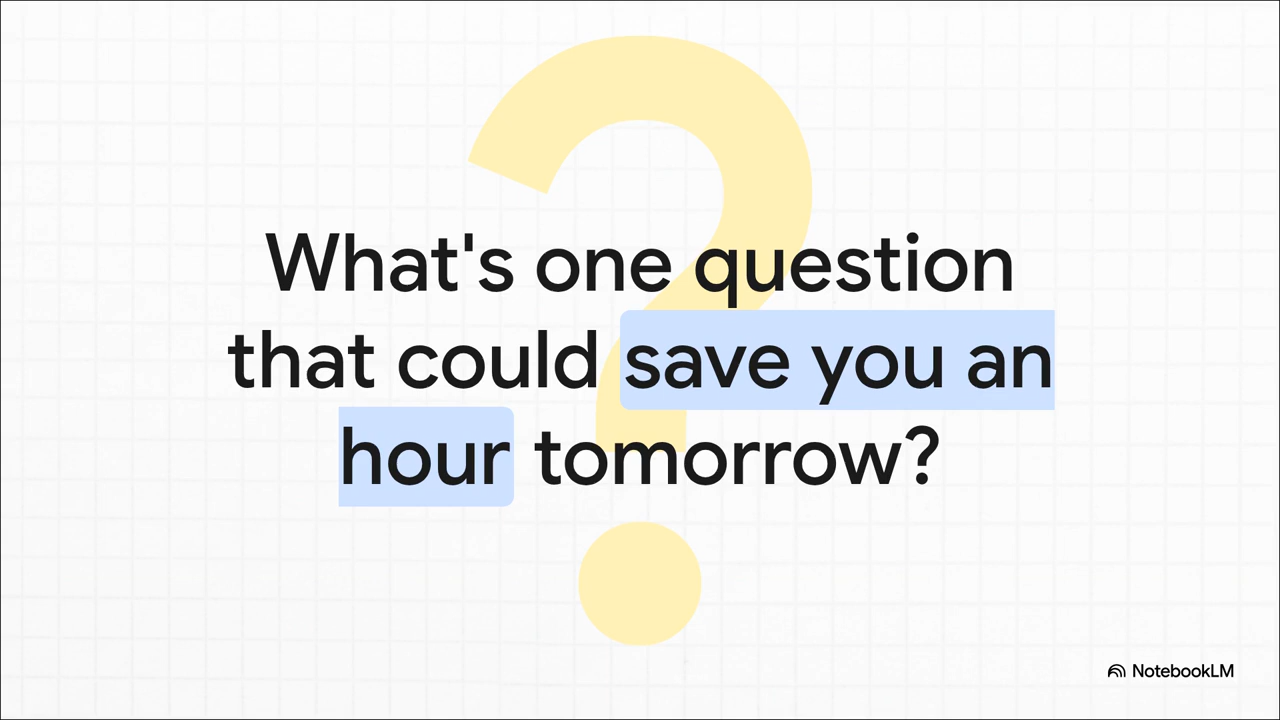 What's one question
that could save you an
hour tomorrow?
NotebookLM